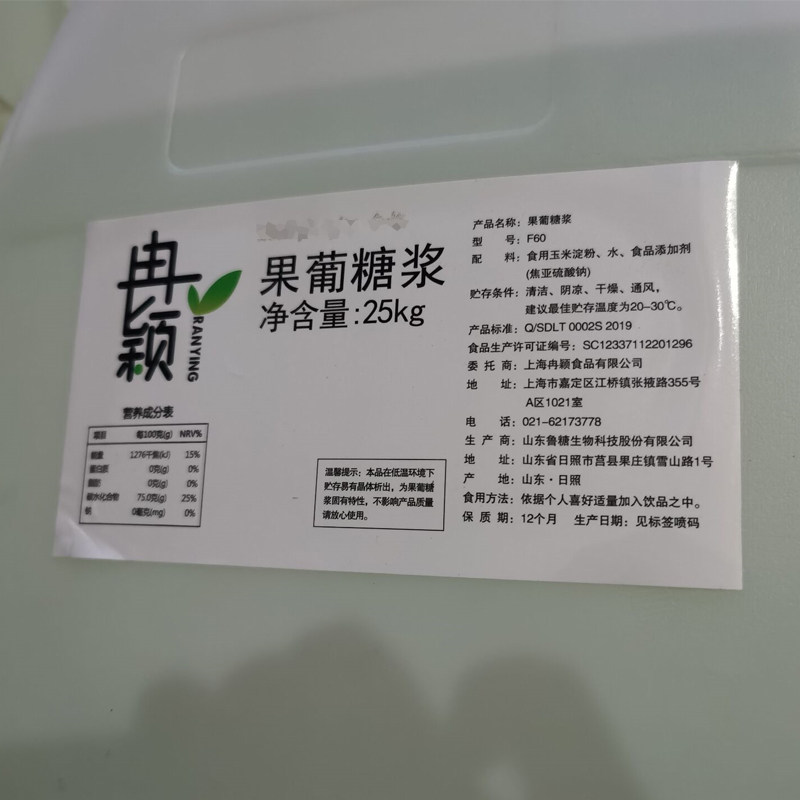 冉颖
RANYING
果葡糖浆
净含量:25kg
营养成分表
项目 每100克(g) NRV%
能量 1276千焦(kJ) 15%
蛋白质 0克(g) 0%
脂肪 0克(g) 0%
碳水化合物 75.0克(g) 25%
钠 0毫克(mg) 0%
温馨提示：本品在低温环境下
贮存易有晶体析出，为果葡糖
浆固有特性，不影响产品质量
请放心使用。
产品名称：果葡糖浆
型 号：F60
配 料：食用玉米淀粉、水、食品添加剂
(焦亚硫酸钠)
贮存条件：清洁、阴凉、干燥、通风，
建议最佳贮存温度为20-30℃。
产品标准：Q/SDLT 0002S 2019
食品生产许可证编号：SC12337112201296
委 托 商：上海冉颖食品有限公司
地 址：上海市嘉定区江桥镇张掖路355号
A区1021室
电 话：021-62173778
生 产 商：山东鲁糖生物科技股份有限公司
地 址：山东省日照市莒县果庄镇雪山路1号
产 地：山东·日照
食用方法：依据个人喜好适量加入饮品之中。
保 质 期：12个月 生产日期：见标签喷码